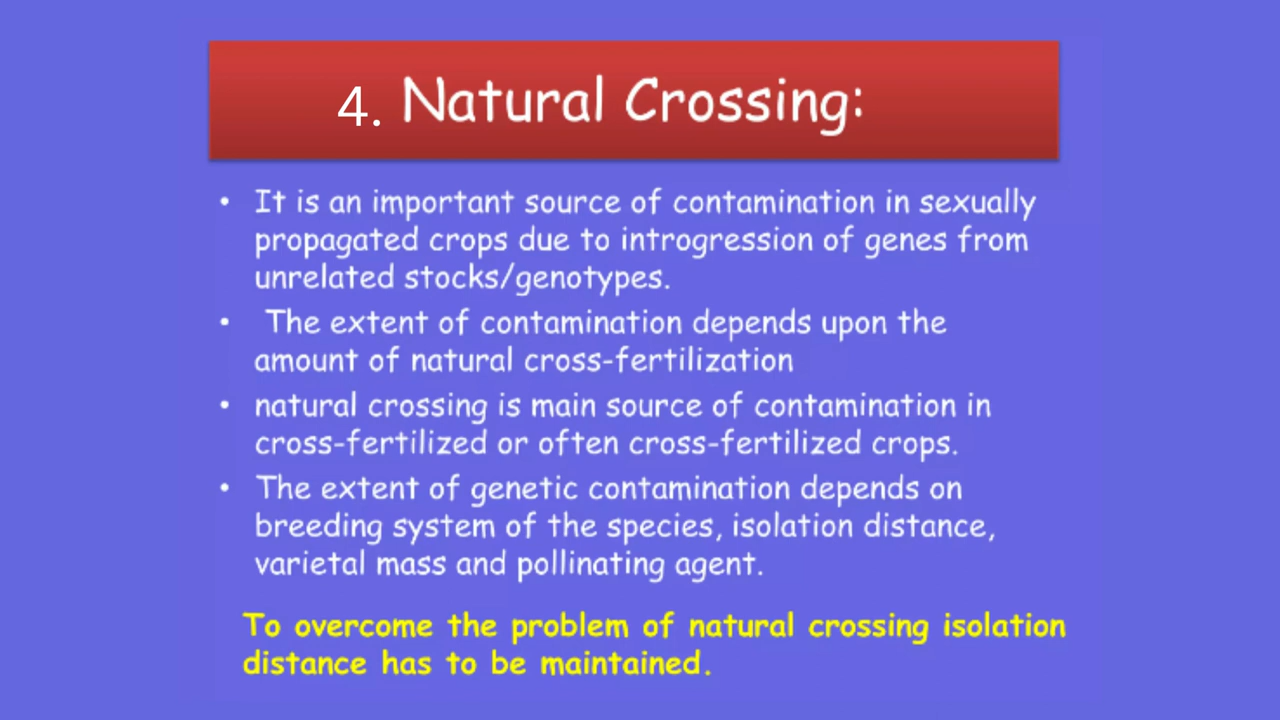 4. Natural Crossing:
• It is an important source of contamination in sexually
propagated crops due to introgression of genes from
unrelated stocks/genotypes.
• The extent of contamination depends upon the
amount of natural cross-fertilization
• natural crossing is main source of contamination in
cross-fertilized or often cross-fertilized crops.
• The extent of genetic contamination depends on
breeding system of the species, isolation distance,
varietal mass and pollinating agent.
To overcome the problem of natural crossing isolation
distance has to be maintained.